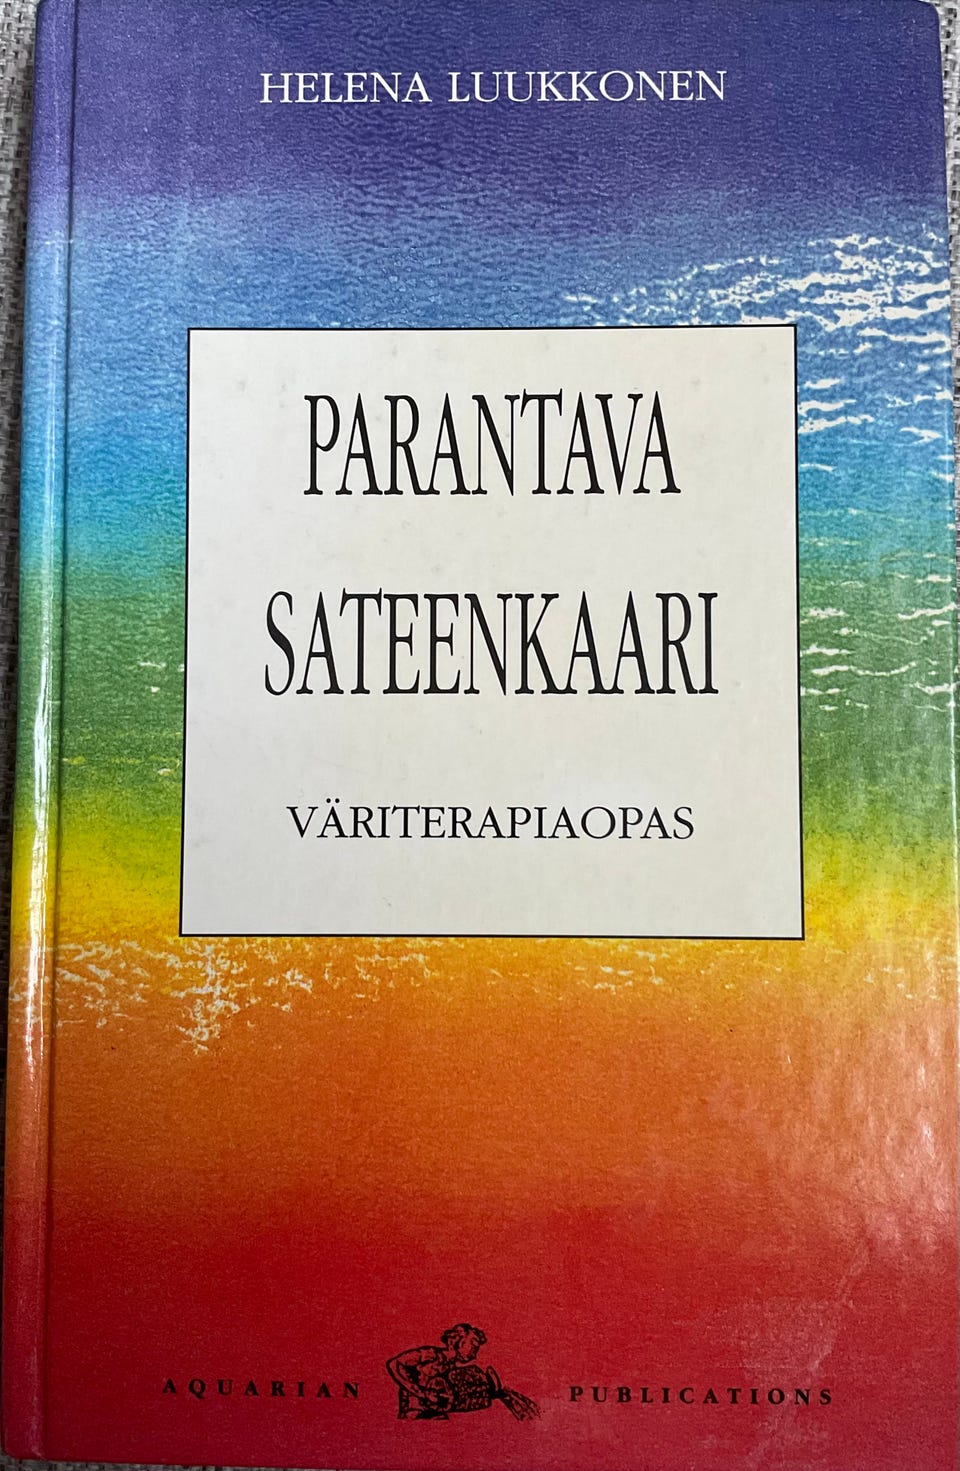 HELENA LUUKKONEN
PARANTAVA
SATEENKAARI
VÄRITERAPIAOPAS
AQUARIAN PUBLICATIONS